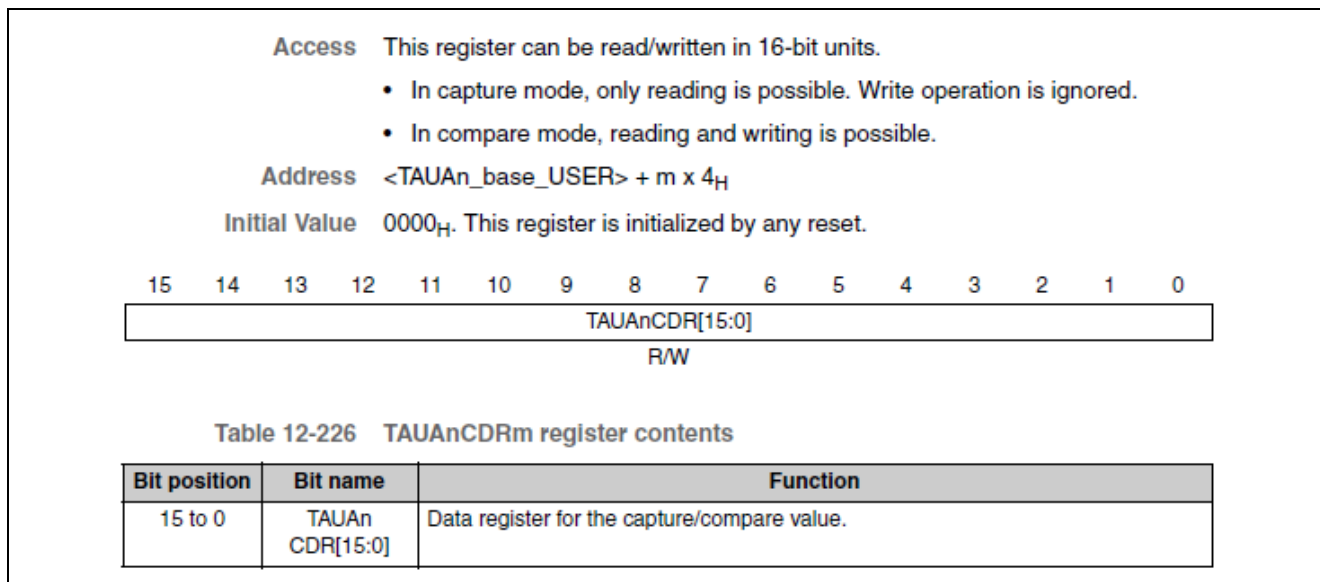 Access This register can be read/written in 16-bit units.
• In capture mode, only reading is possible. Write operation is ignored.
• In compare mode, reading and writing is possible.
Address <TAUAn_base_USER> + m x 4H
Initial Value 0000H. This register is initialized by any reset.
15 14 13 12 11 10 9 8 7 6 5 4 3 2 1 0
TAUAnCDR[15:0]
R/W
Table 12-226 TAUAnCDRm register contents
Bit position Bit name Function
15 to 0 TAUAn Data register for the capture/compare value.
CDR[15:0]